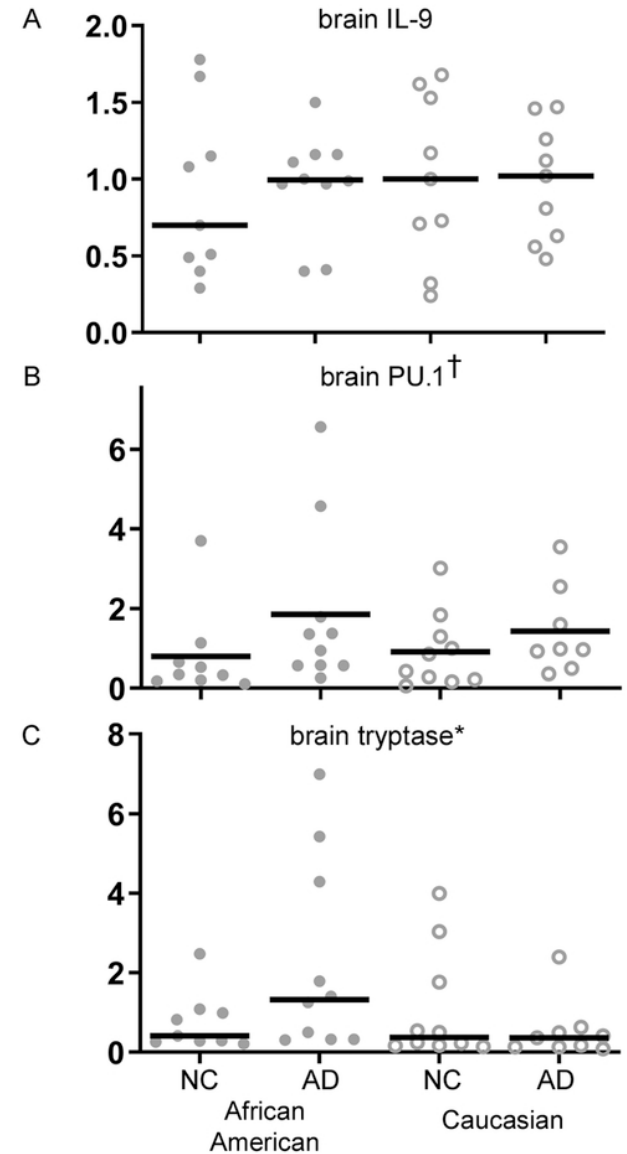 A
brain IL-9
2.0
1.5
1.0
0.5
0.0
B
brain PU.1†
6
4
2
0
C
brain tryptase*
8
6
4
2
0
NC AD NC AD
African
American
Caucasian